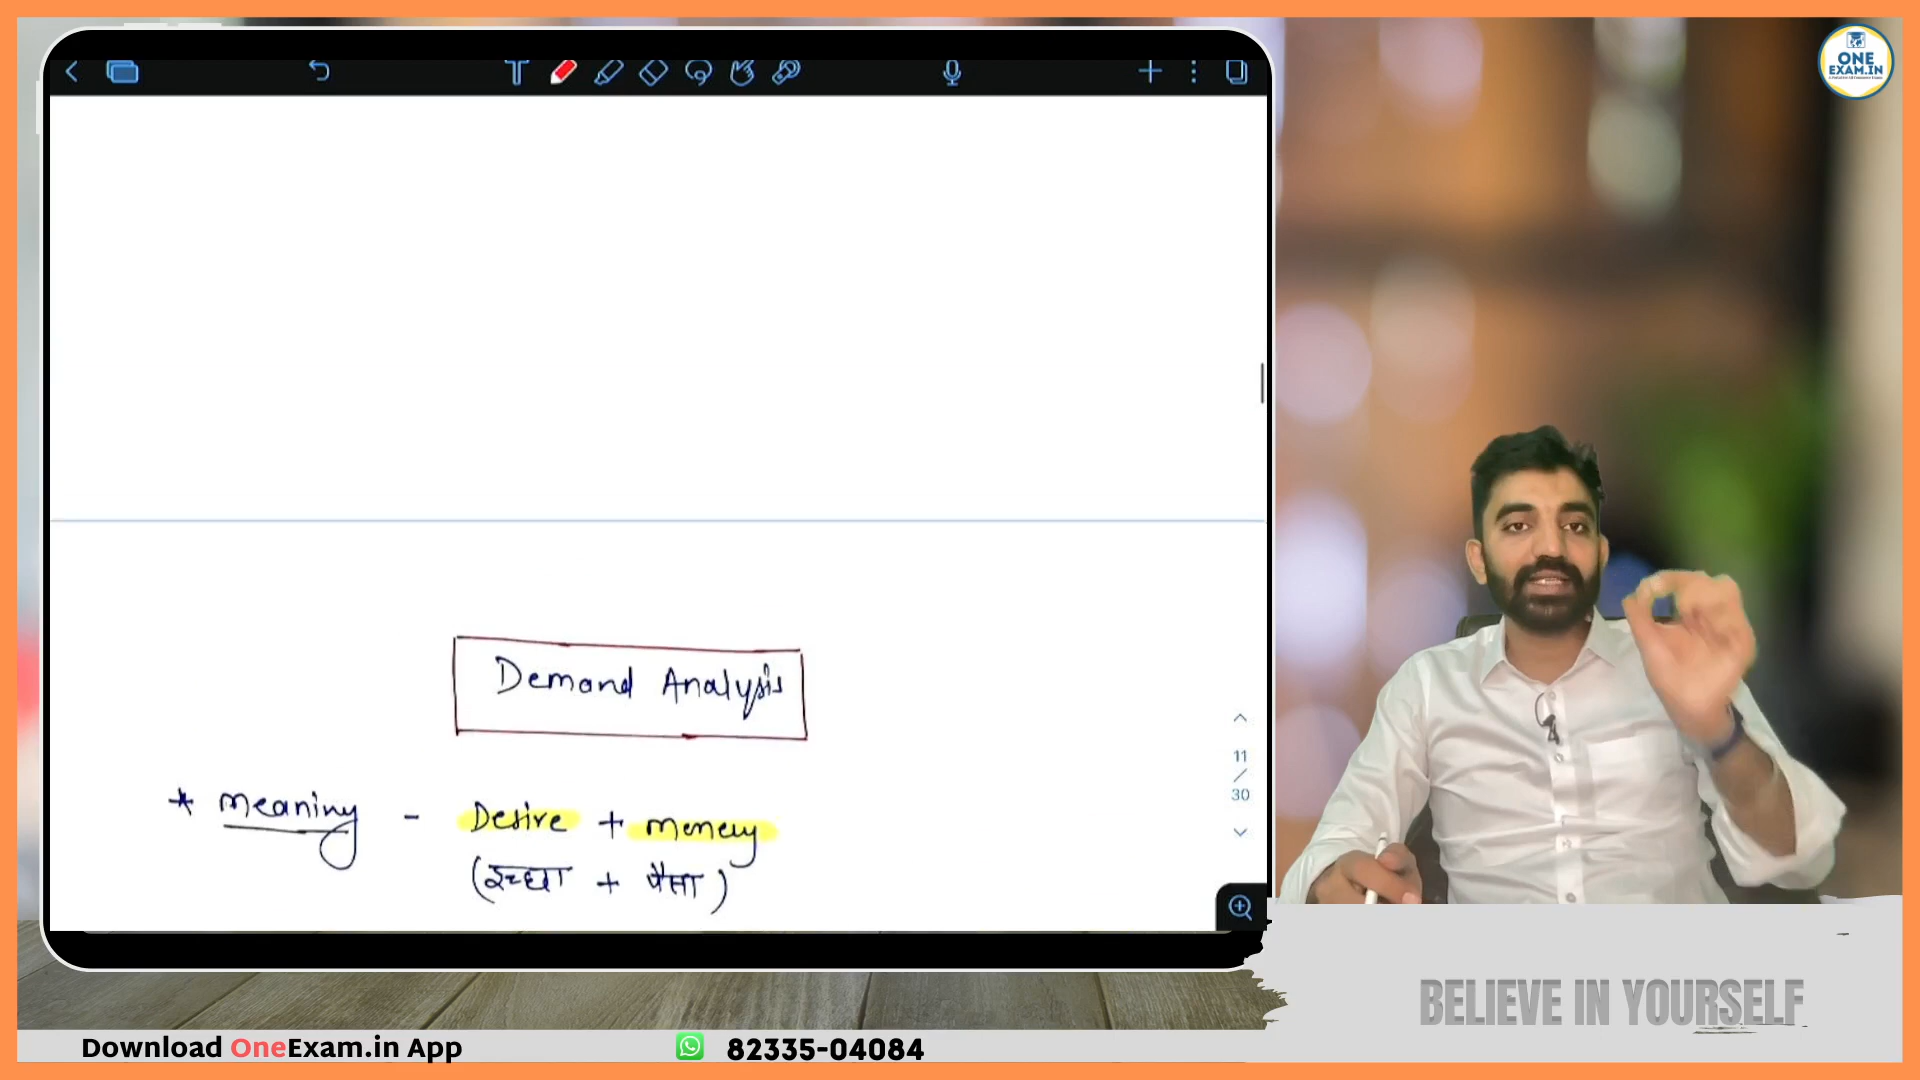 ONE
EXAM.IN
Demand Analysis
* meaning - Desire + money
(इच्छा + पैसा)
11
/
30
BELIEVE IN YOURSELF
Download OneExam.in App
82335-04084